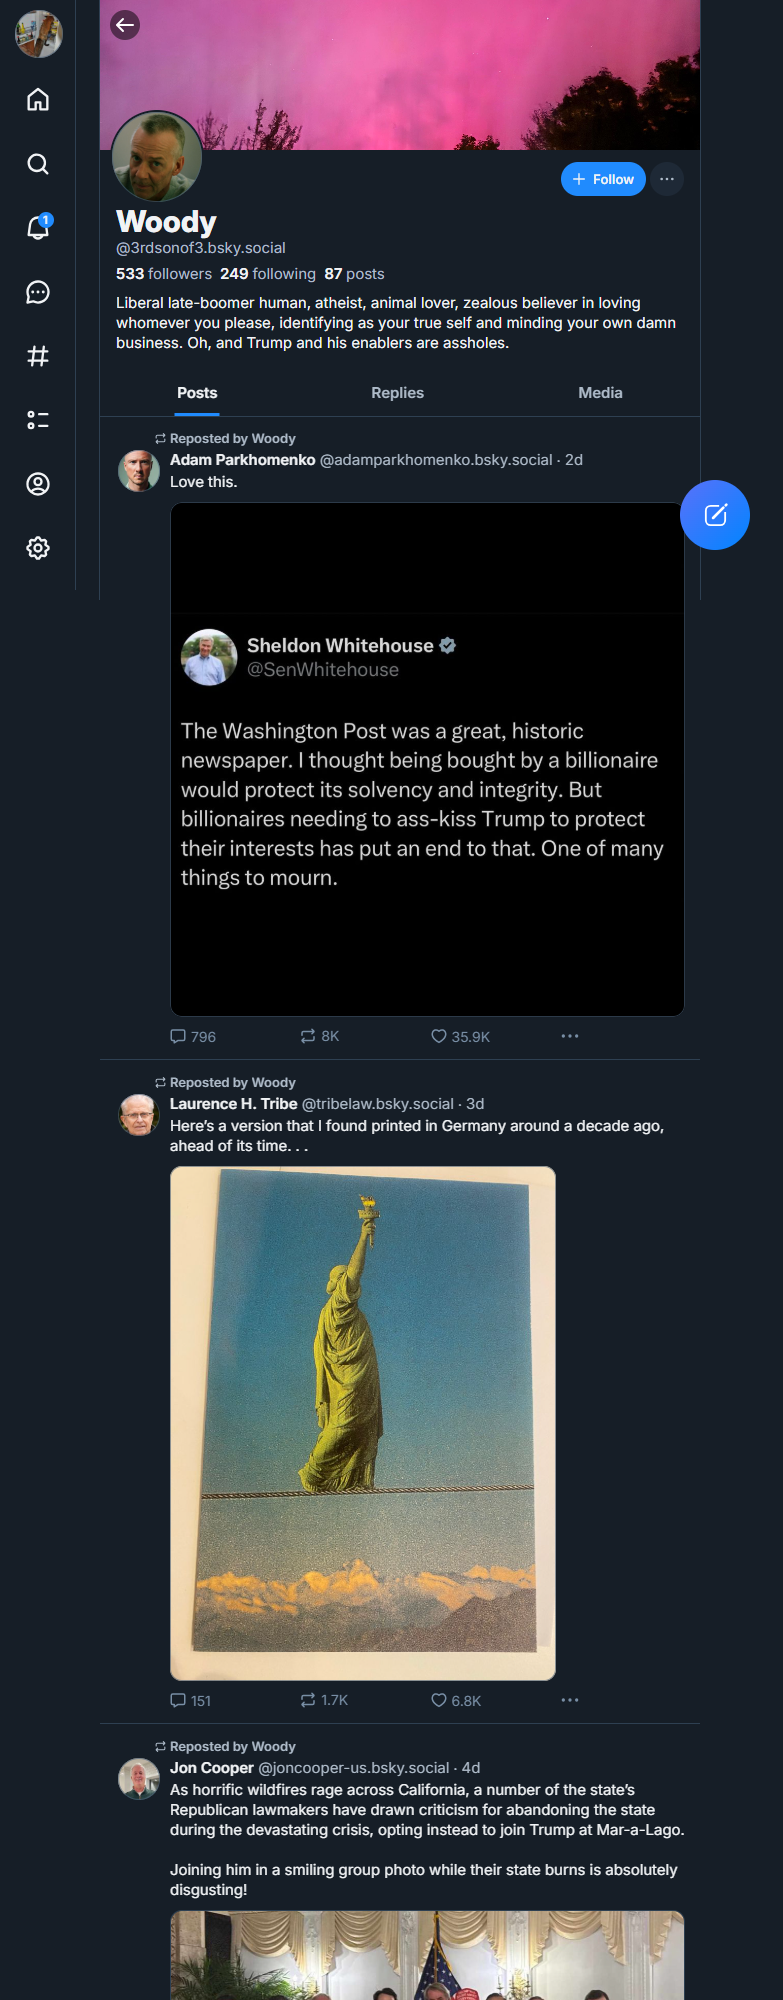 1
Follow
Woody
@3rdsonof3.bsky.social
533 followers 249 following 87 posts
Liberal late-boomer human, atheist, animal lover, zealous believer in loving
whomever you please, identifying as your true self and minding your own damn
business. Oh, and Trump and his enablers are assholes.
Posts Replies Media
Reposted by Woody
Adam Parkhomenko @adamparkhomenko.bsky.social · 2d
Love this.
Sheldon Whitehouse
@SenWhitehouse
The Washington Post was a great, historic
newspaper. I thought being bought by a billionaire
would protect its solvency and integrity. But
billionaires needing to ass-kiss Trump to protect
their interests has put an end to that. One of many
things to mourn.
796 8K 35.9K
Reposted by Woody
Laurence H. Tribe @tribelaw.bsky.social · 3d
Here's a version that I found printed in Germany around a decade ago,
ahead of its time. . .
151 1.7K 6.8K
Reposted by Woody
Jon Cooper @joncooper-us.bsky.social · 4d
As horrific wildfires rage across California, a number of the state's
Republican lawmakers have drawn criticism for abandoning the state
during the devastating crisis, opting instead to join Trump at Mar-a-Lago.
Joining him in a smiling group photo while their state burns is absolutely
disgusting!